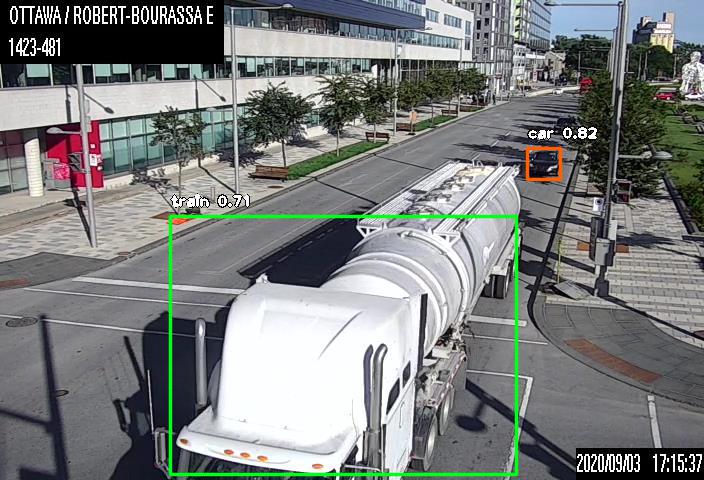 OTTAWA / ROBERT-BOURASSA E
1423-481
car 0.82
train 0.71
2020/09/03 17:15:37